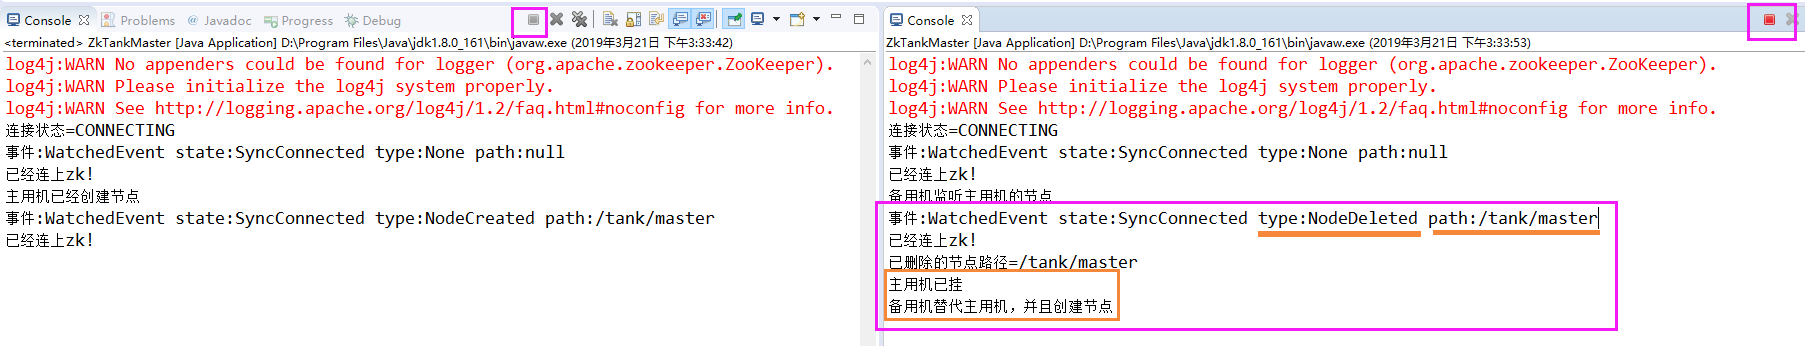 Console Problems Javadoc Progress Debug
<terminated> ZkTankMaster [Java Application] D:\Program Files\Java\jdk1.8.0_161\bin\javaw.exe (2019年3月21日 下午3:33:42)
log4j:WARN No appenders could be found for logger (org.apache.zookeeper.ZooKeeper).
log4j:WARN Please initialize the log4j system properly.
log4j:WARN See http://logging.apache.org/log4j/1.2/faq.html#noconfig for more info.
连接状态=CONNECTING
事件:WatchedEvent state:SyncConnected type:None path:null
已经连上zk!
主用机已经创建节点
事件:WatchedEvent state:SyncConnected type:NodeCreated path:/tank/master
已经连上zk!
Console
ZkTankMaster [Java Application] D:\Program Files\Java\jdk1.8.0_161\bin\javaw.exe (2019年3月21日 下午3:33:53)
log4j:WARN No appenders could be found for logger (org.apache.zookeeper.ZooKeeper).
log4j:WARN Please initialize the log4j system properly.
log4j:WARN See http://logging.apache.org/log4j/1.2/faq.html#noconfig for more info.
连接状态=CONNECTING
事件:WatchedEvent state:SyncConnected type:None path:null
已经连上zk!
备用机监听主用机的节点
事件:WatchedEvent state:SyncConnected type:NodeDeleted path:/tank/master
已经连上zk!
已删除的节点路径=/tank/master
主用机已挂
备用机替代主用机，并且创建节点